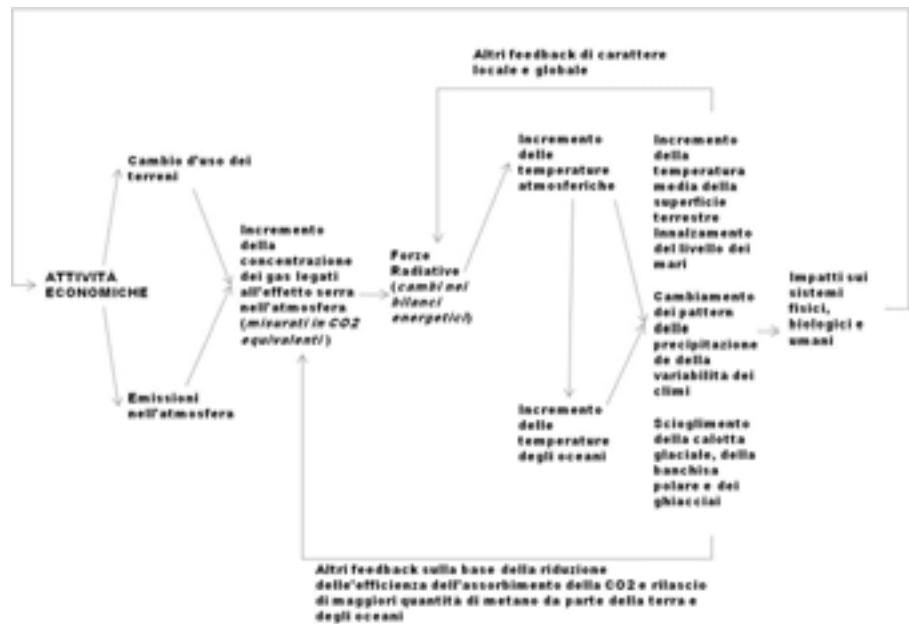 Altri feedback di carattere
locale e globale
Cambio d'uso dei
terreni
ATTIVITÀ
ECONOMICHE
Emissioni
nell'atmosfera
Incremento
della
concentrazione
dei gas legati
all'effetto serra
nell'atmosfera
(misurati in CO2
equivalenti )
Forze
Radiative
(cambi nei
bilanci
energetici)
Incremento
delle
temperature
atmosferiche
Incremento
delle
temperature
degli oceani
Incremento
della
temperatura
media della
superficie
terrestre
Innalzamento
del livello dei
mari
Cambiamento
dei pattern
delle
precipitazione
de della
variabilità dei
climi
Scioglimento
della calotta
glaciale, della
banchisa
polare e dei
ghiacciai
Impatti sui
sistemi
fisici,
biologici e
umani
Altri feedback sulla base della riduzione
delle'efficienza dell'assorbimento della CO2 e rilascio
di maggiori quantità di metano da parte della terra e
degli oceani